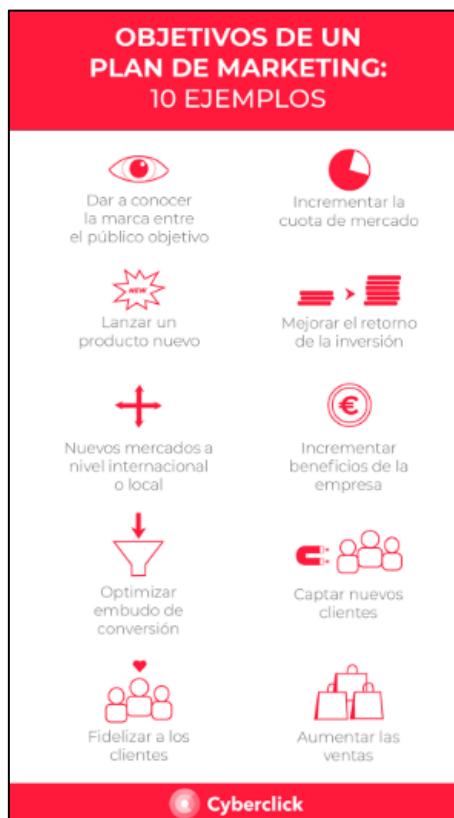 OBJETIVOS DE UN
PLAN DE MARKETING:
10 EJEMPLOS
Dar a conocer
la marca entre
el público objetivo
Incrementar la
cuota de mercado
NEW
Lanzar un
producto nuevo
Mejorar el retorno
de la inversión
Nuevos mercados a
nivel internacional
o local
€
Incrementar
beneficios de la
empresa
Optimizar
embudo de
conversión
Captar nuevos
clientes
Fidelizar a los
clientes
Aumentar las
ventas
Cyberclick